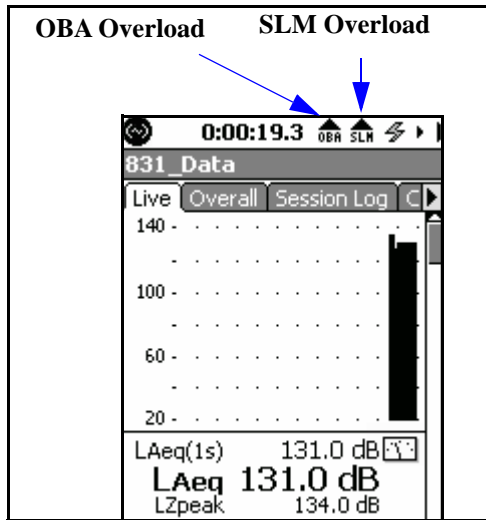 OBA Overload SLM Overload
0:00:19.3 OBA SLM
831_Data
Live Overall Session Log C
140
100
60
20
LAeq(1s) 131.0 dB
LAeq 131.0 dB
LZpeak 134.0 dB